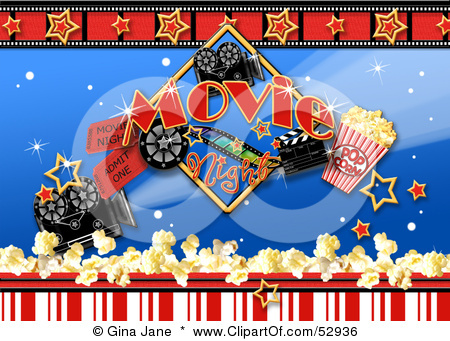 Movie
MOVIE
NIGHT
ADMIT
ONE
Night
POP
CORN
© Gina Jane * www.ClipartOf.com/52936